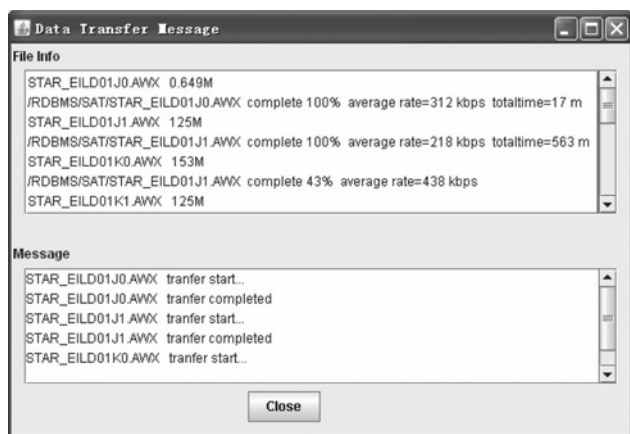 Data Transfer Message
File Info
STAR_EILD01J0.AWX 0.649M
/RDBMS/SAT/STAR_EILD01J0.AWX complete 100% average rate=312 kbps totaltime=17 m
STAR_EILD01J1.AWX 125M
/RDBMS/SAT/STAR_EILD01J1.AWX complete 100% average rate=218 kbps totaltime=563 m
STAR_EILD01K0.AWX 153M
/RDBMS/SAT/STAR_EILD01J1.AWX complete 43% average rate=438 kbps
STAR_EILD01K1.AWX 125M
Message
STAR_EILD01J0.AWX tranfer start...
STAR_EILD01J0.AWX tranfer completed
STAR_EILD01J1.AWX tranfer start...
STAR_EILD01J1.AWX tranfer completed
STAR_EILD01K0.AWX tranfer start...
Close